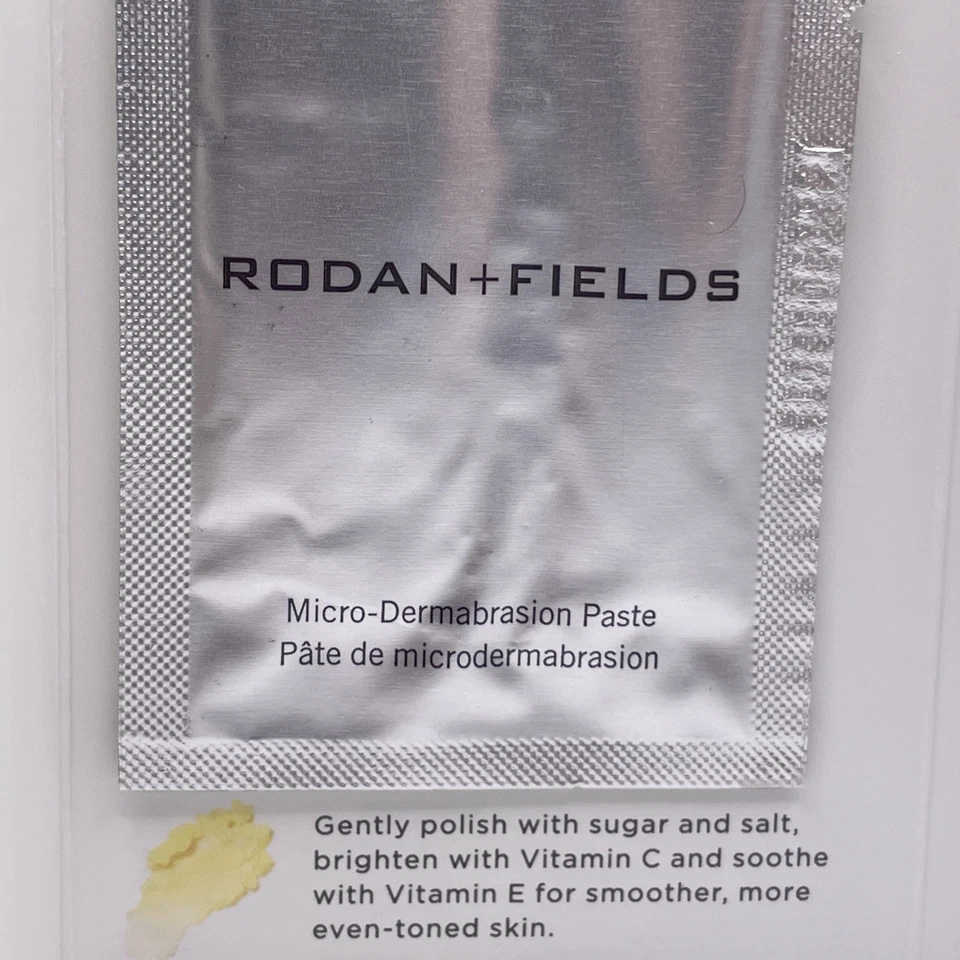 RODAN+FIELDS
Micro-Dermabrasion Paste
Pâte de microdermabrasion
Gently polish with sugar and salt,
brighten with Vitamin C and soothe
with Vitamin E for smoother, more
even-toned skin.